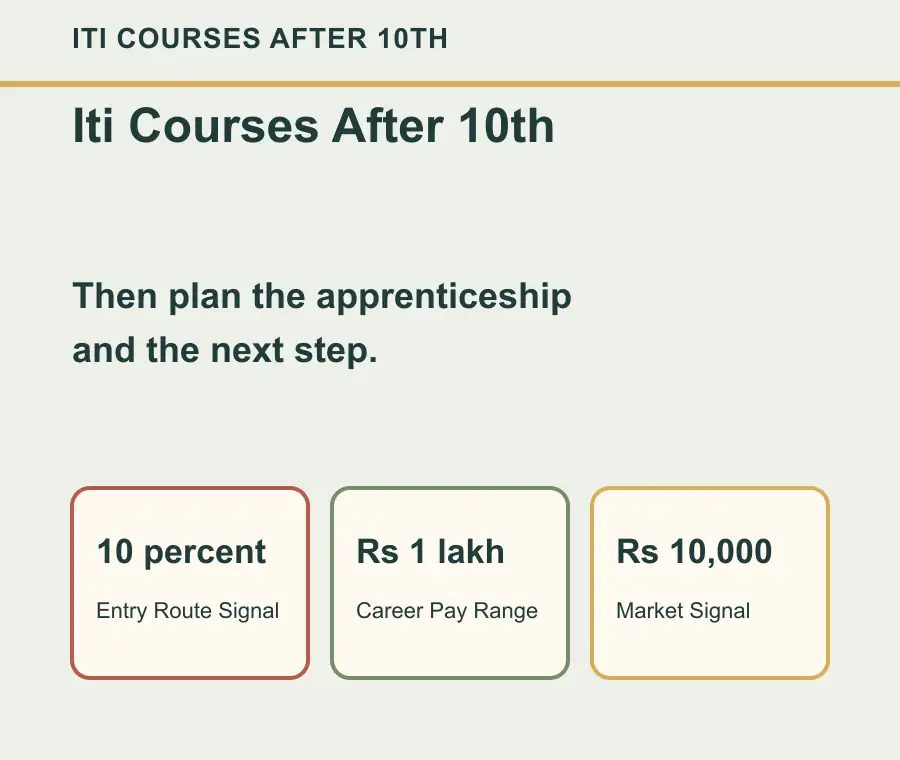 ITI COURSES AFTER 10TH
Iti Courses After 10th
Then plan the apprenticeship
and the next step.
10 percent
Entry Route Signal
Rs 1 lakh
Career Pay Range
Rs 10,000
Market Signal